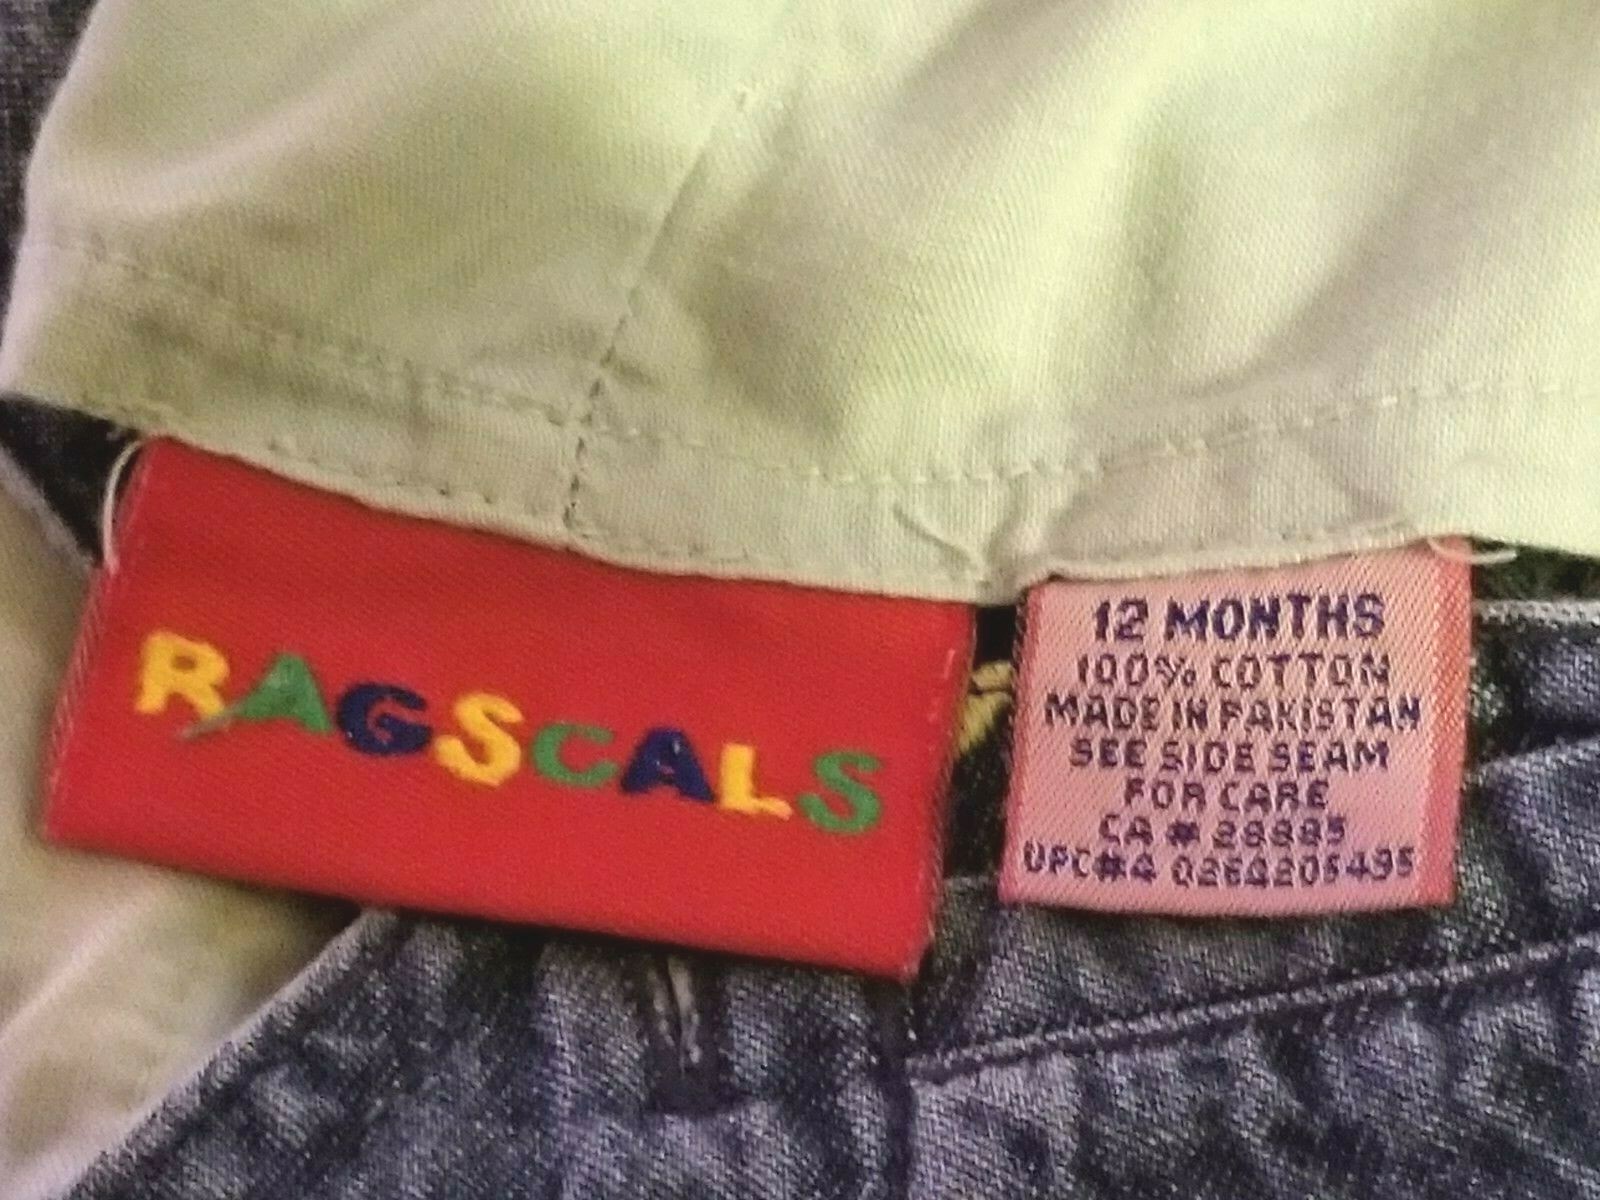 RAGSCALS
12 MONTHS
100% COTTON
MADE IN PAKISTAN
SEE SIDE SEAM
FOR CARE
CA # 28885
UPC#4 0264205495